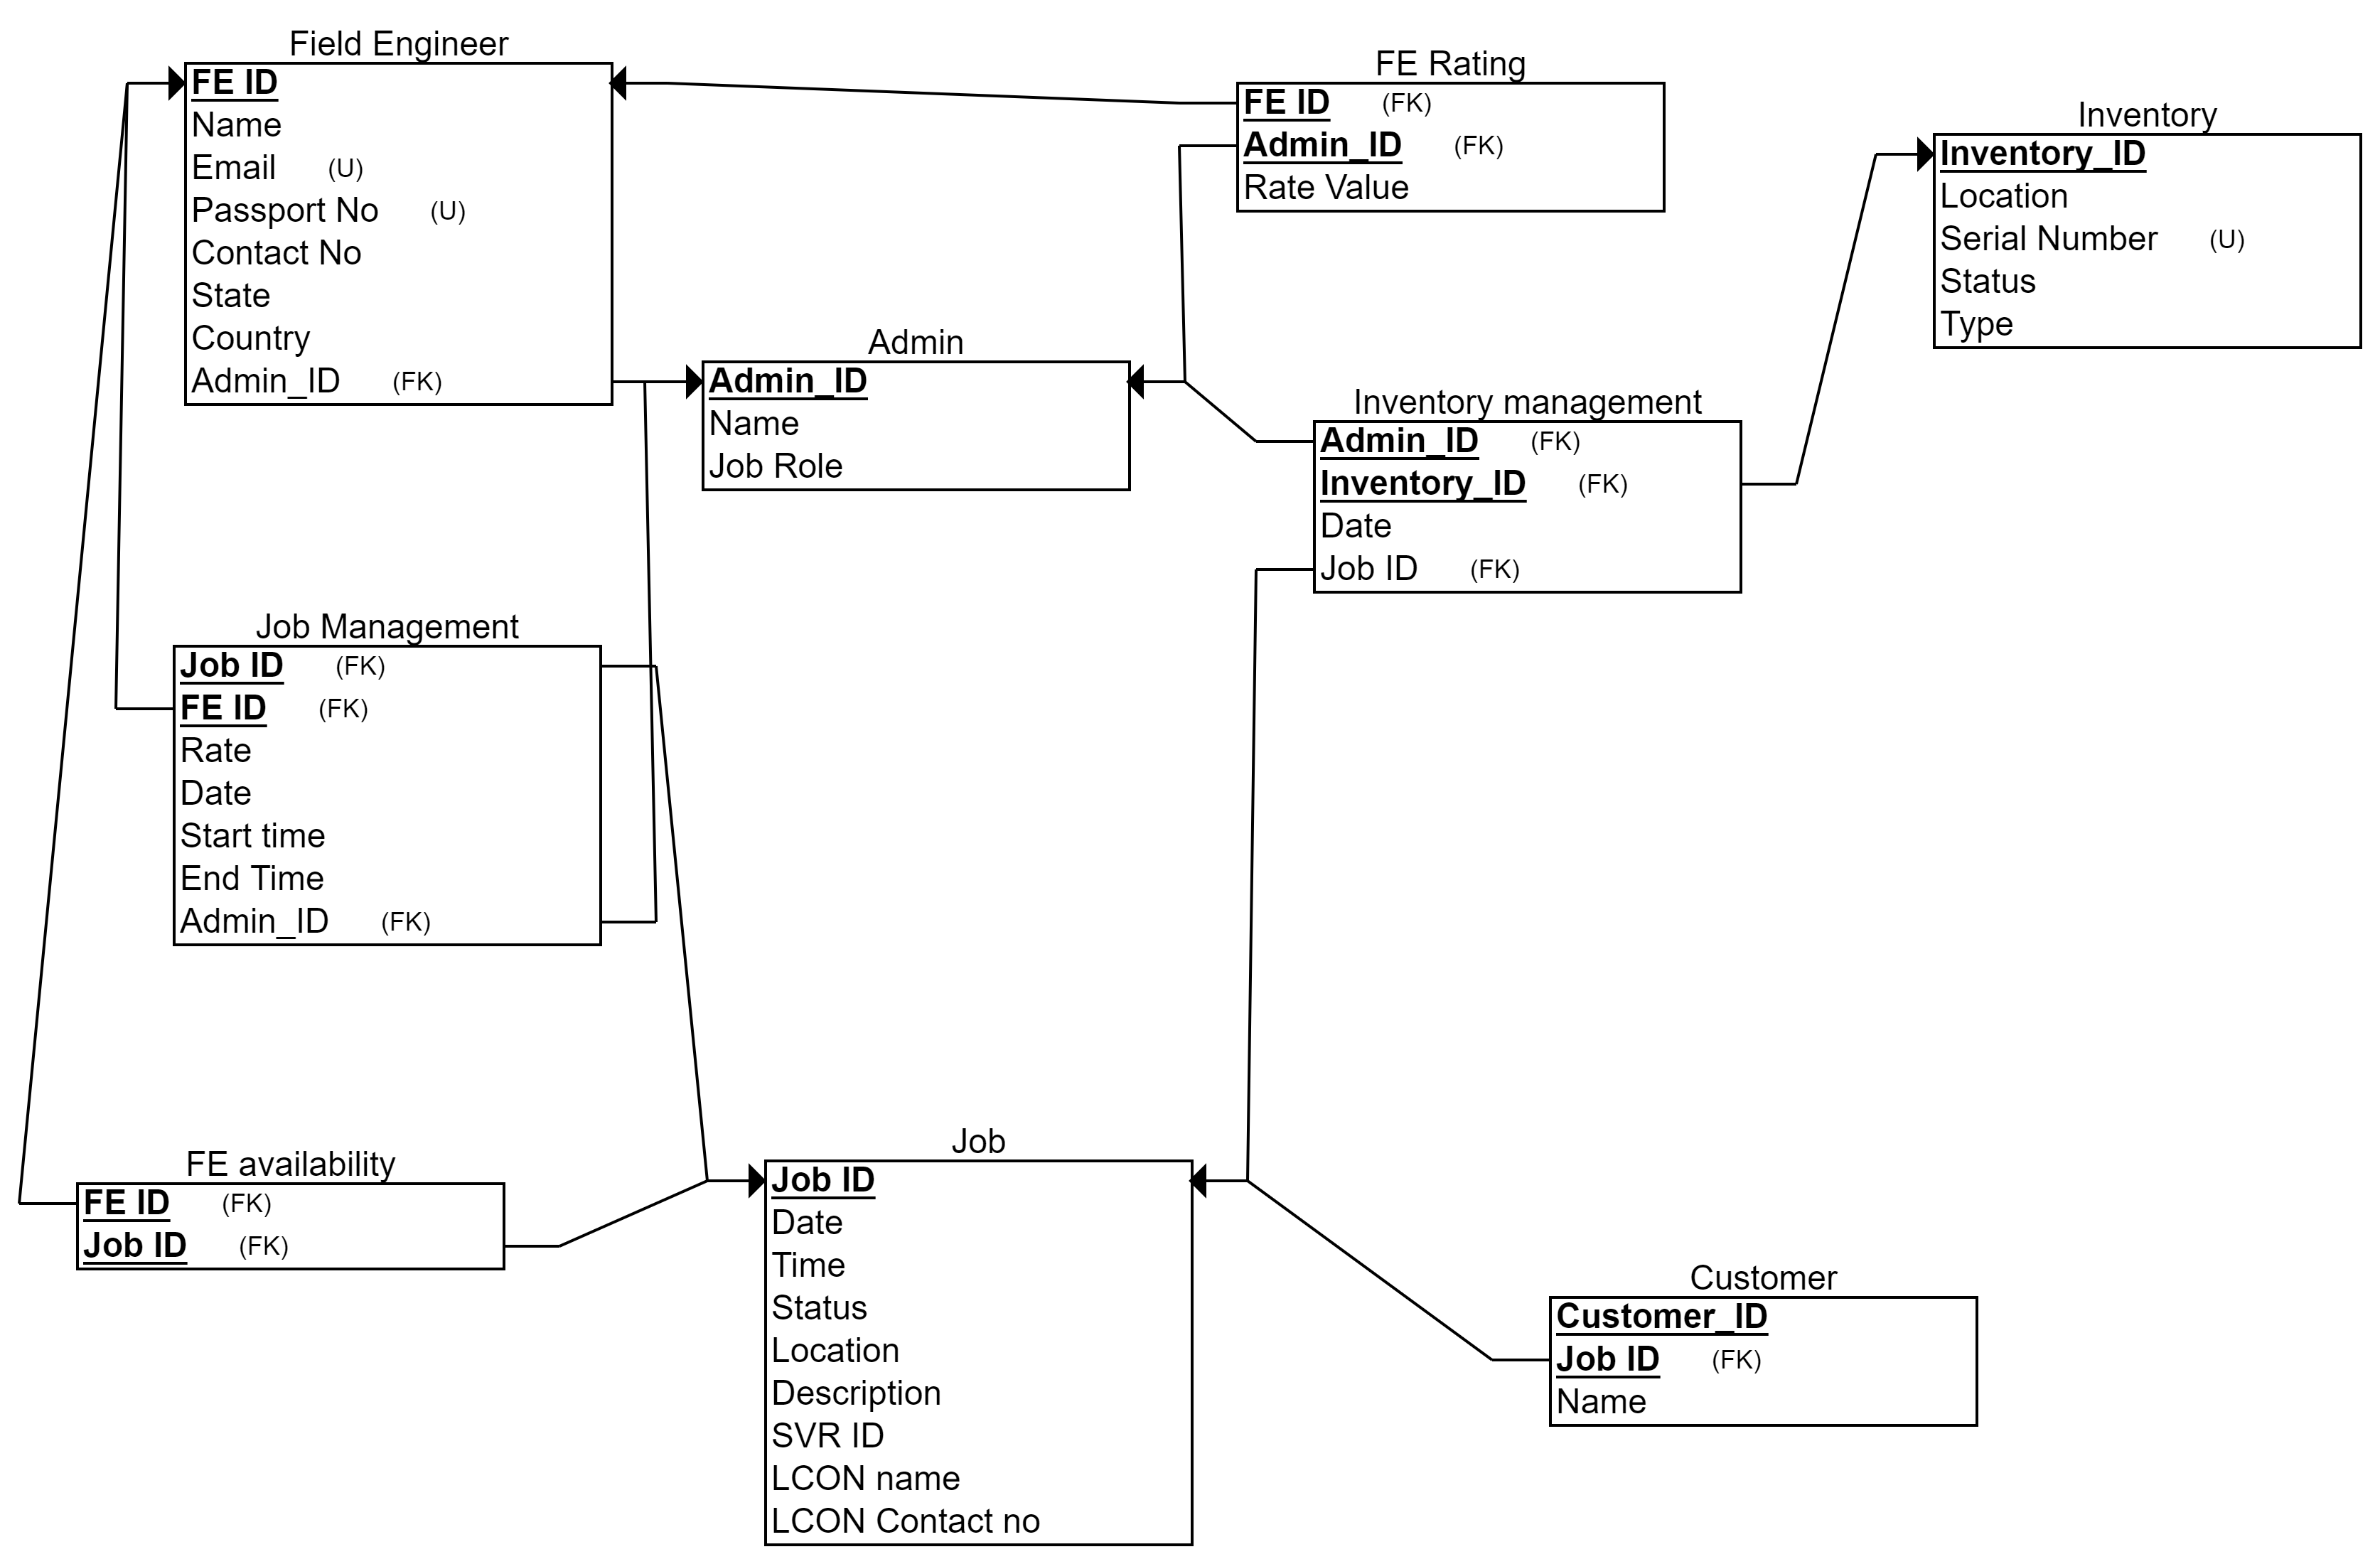 Field Engineer
FE ID
Name
Email (U)
Passport No (U)
Contact No
State
Country
Admin_ID (FK)
FE Rating
FE ID (FK)
Admin_ID (FK)
Rate Value
Inventory
Inventory_ID
Location
Serial Number (U)
Status
Type
Admin
Admin_ID
Name
Job Role
Inventory management
Admin_ID (FK)
Inventory_ID (FK)
Date
Job ID (FK)
Job Management
Job ID (FK)
FE ID (FK)
Rate
Date
Start time
End Time
Admin_ID (FK)
FE availability
FE ID (FK)
Job ID (FK)
Job
Job ID
Date
Time
Status
Location
Description
SVR ID
LCON name
LCON Contact no
Customer
Customer_ID
Job ID (FK)
Name